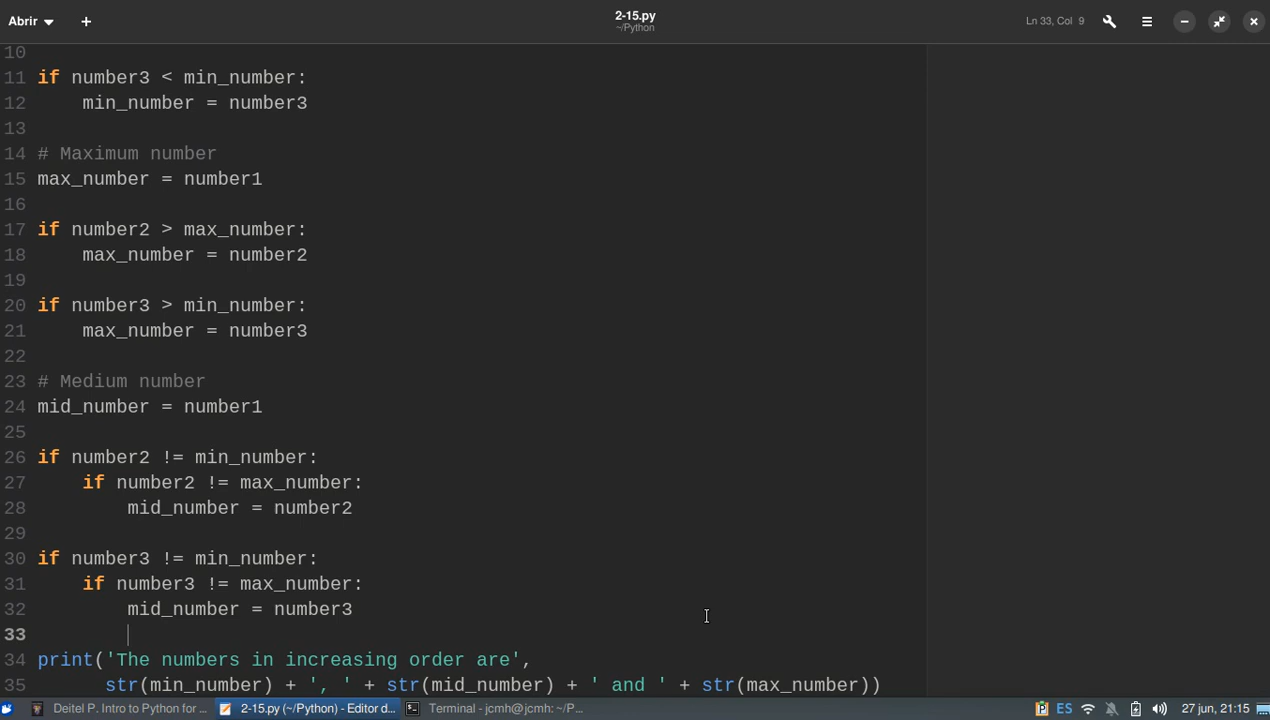 Abrir
+
2-15.py
~/Python
Ln 33, Col 9
10
11 if number3 < min_number:
12     min_number = number3
13
14 # Maximum number
15 max_number = number1
16
17 if number2 > max_number:
18     max_number = number2
19
20 if number3 > min_number:
21     max_number = number3
22
23 # Medium number
24 mid_number = number1
25
26 if number2 != min_number:
27     if number2 != max_number:
28         mid_number = number2
29
30 if number3 != min_number:
31     if number3 != max_number:
32         mid_number = number3
33
34 print('The numbers in increasing order are',
35       str(min_number) + ', ' + str(mid_number) + ' and ' + str(max_number))
Deitel P. Intro to Python for ... 2-15.py (~/Python) - Editor d... Terminal - jcmh@jcmh: ~/P... ES 27 jun, 21:15